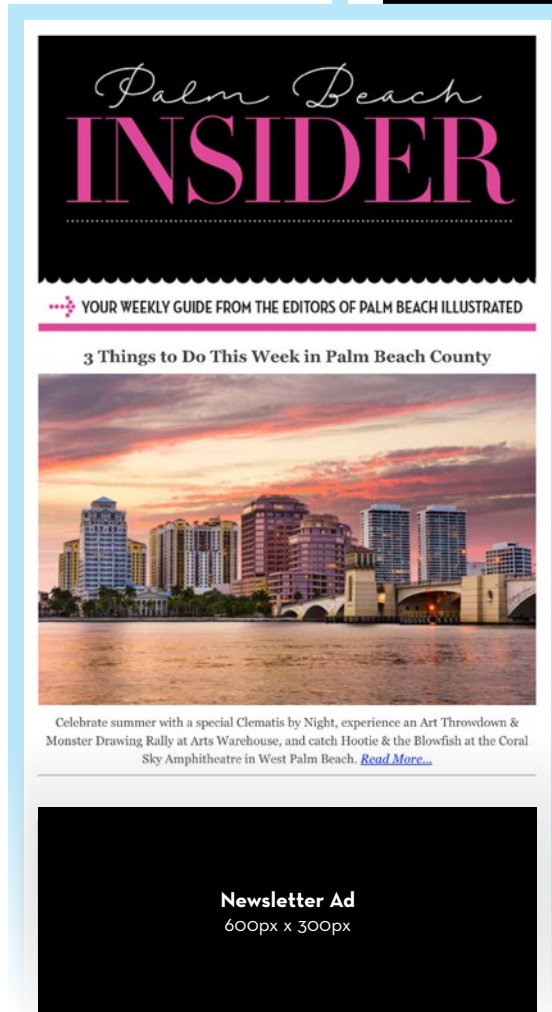 Palm Beach
INSIDER
YOUR WEEKLY GUIDE FROM THE EDITORS OF PALM BEACH ILLUSTRATED
3 Things to Do This Week in Palm Beach County
Celebrate summer with a special Clematis by Night, experience an Art Throwdown &
Monster Drawing Rally at Arts Warehouse, and catch Hootie & the Blowfish at the Coral
Sky Amphitheatre in West Palm Beach. Read More...
Newsletter Ad
600px x 300px